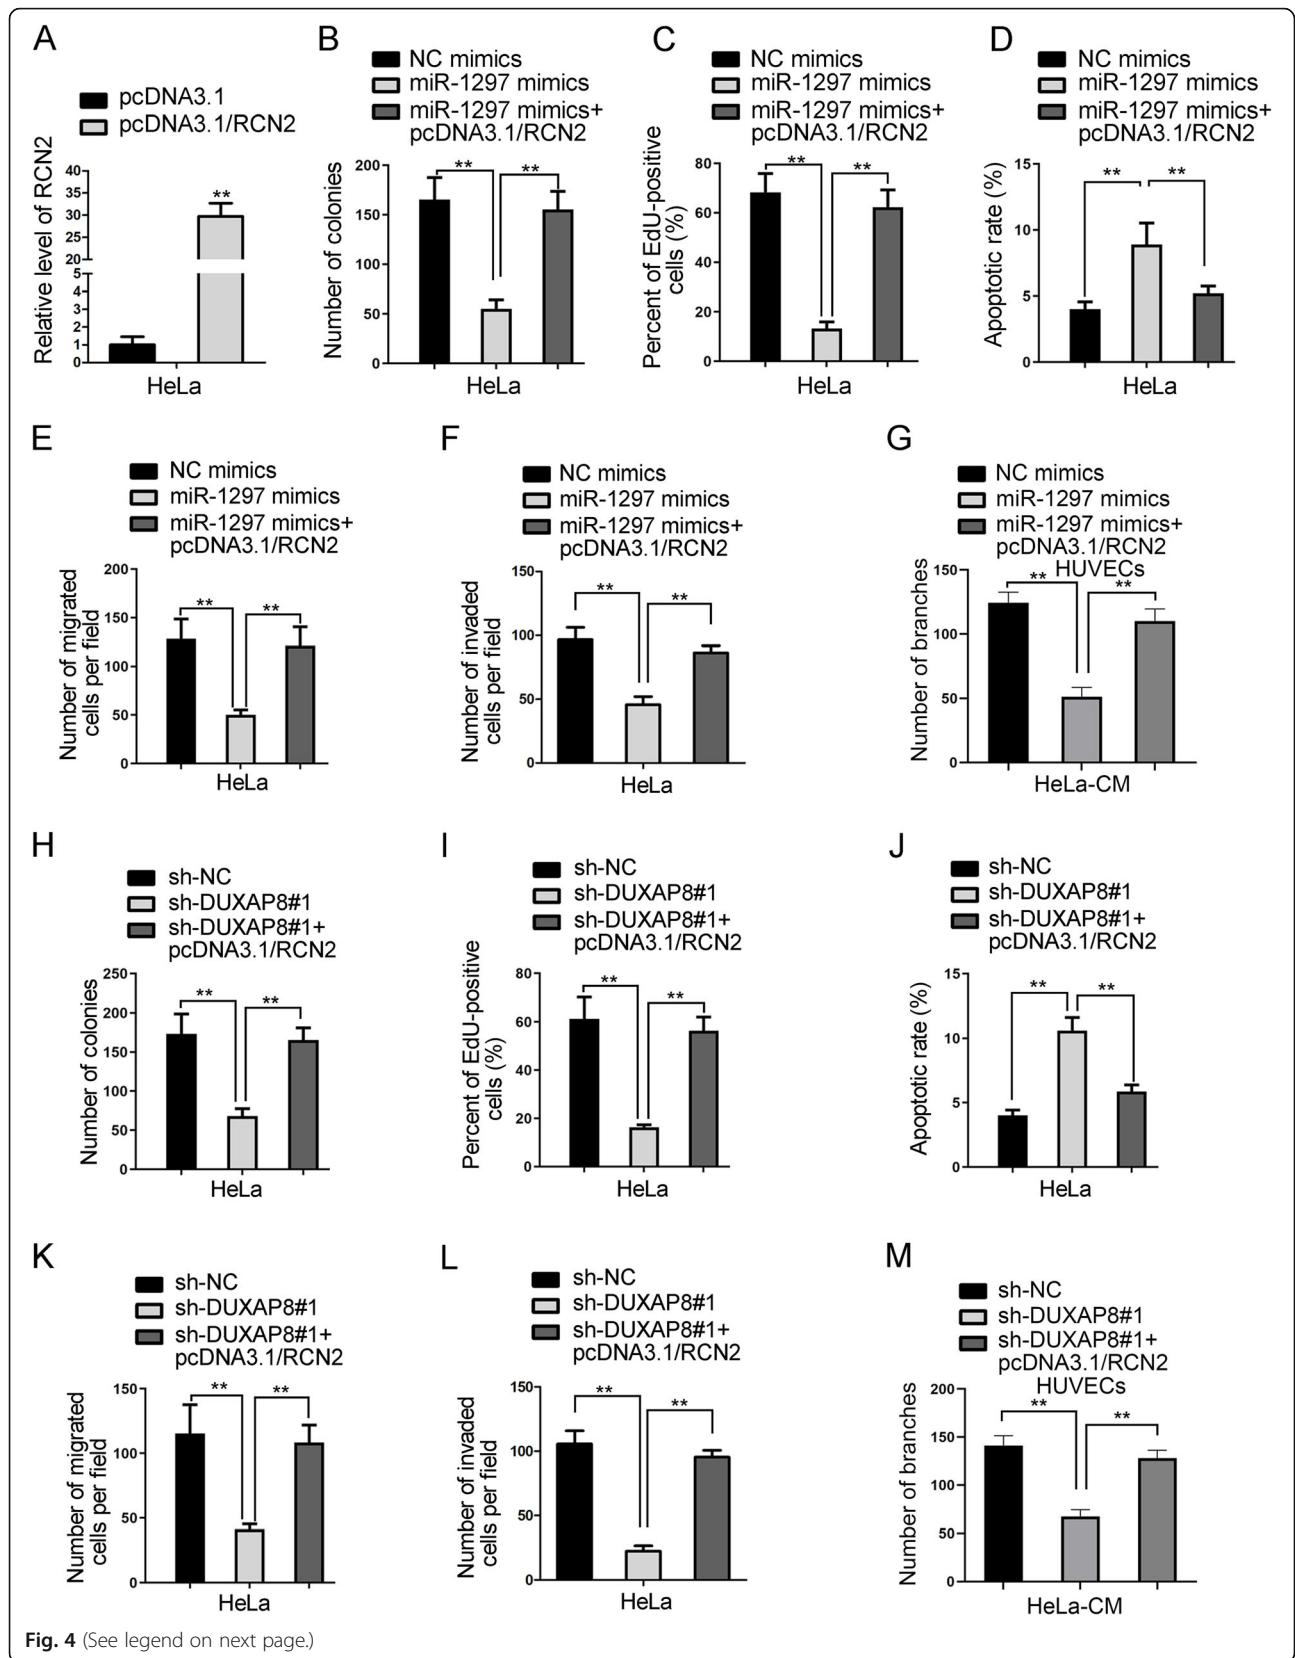 A
pcDNA3.1
pcDNA3.1/RCN2
Relative level of RCN2
40
35
30
25
20
5
4
3
2
1
0
**
HeLa
B
NC mimics
miR-1297 mimics
miR-1297 mimics+
pcDNA3.1/RCN2
Number of colonies
200
150
100
50
0
**
**
HeLa
C
NC mimics
miR-1297 mimics
miR-1297 mimics+
pcDNA3.1/RCN2
Percent of EdU-positive
cells (%)
80
60
40
20
0
**
**
HeLa
D
NC mimics
miR-1297 mimics
miR-1297 mimics+
pcDNA3.1/RCN2
Apoptotic rate (%)
15
10
5
0
**
**
HeLa
E
NC mimics
miR-1297 mimics
miR-1297 mimics+
pcDNA3.1/RCN2
Number of migrated
cells per field
200
150
100
50
0
**
**
HeLa
F
NC mimics
miR-1297 mimics
miR-1297 mimics+
pcDNA3.1/RCN2
Number of invaded
cells per field
150
100
50
0
**
**
HeLa
G
NC mimics
miR-1297 mimics
miR-1297 mimics+
pcDNA3.1/RCN2
HUVECs
Number of branches
150
100
50
0
**
**
HeLa-CM
H
sh-NC
sh-DUXAP8#1
sh-DUXAP8#1+
pcDNA3.1/RCN2
Number of colonies
250
200
150
100
50
0
**
**
HeLa
I
sh-NC
sh-DUXAP8#1
sh-DUXAP8#1+
pcDNA3.1/RCN2
Percent of EdU-positive
cells (%)
80
60
40
20
0
**
**
HeLa
J
sh-NC
sh-DUXAP8#1
sh-DUXAP8#1+
pcDNA3.1/RCN2
Apoptotic rate (%)
15
10
5
0
**
**
HeLa
K
sh-NC
sh-DUXAP8#1
sh-DUXAP8#1+
pcDNA3.1/RCN2
Number of migrated
cells per field
150
100
50
0
**
**
HeLa
L
sh-NC
sh-DUXAP8#1
sh-DUXAP8#1+
pcDNA3.1/RCN2
Number of invaded
cells per field
150
100
50
0
**
**
HeLa
M
sh-NC
sh-DUXAP8#1
sh-DUXAP8#1+
pcDNA3.1/RCN2
HUVECs
Number of branches
200
150
100
50
0
**
**
HeLa-CM
Fig. 4 (See legend on next page.)